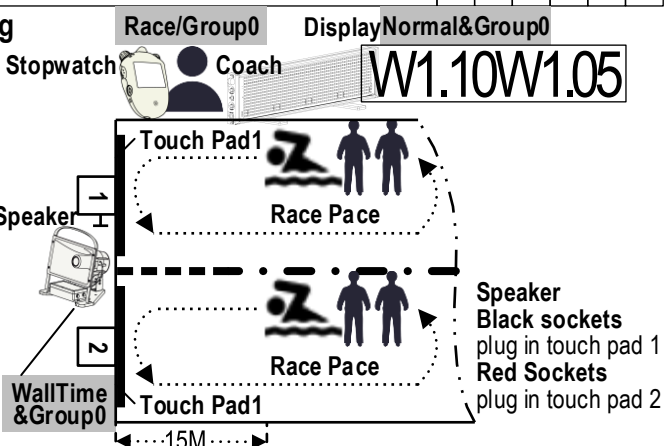 g
Race/Group0
Display Normal&Group0
Stopwatch
Coach
W1.10W1.05
Touch Pad1
1
Race Pace
Speaker
Speaker
Black sockets
plug in touch pad 1
Red Sockets
plug in touch pad 2
2
Race Pace
WallTime
&Group0
Touch Pad1
15M